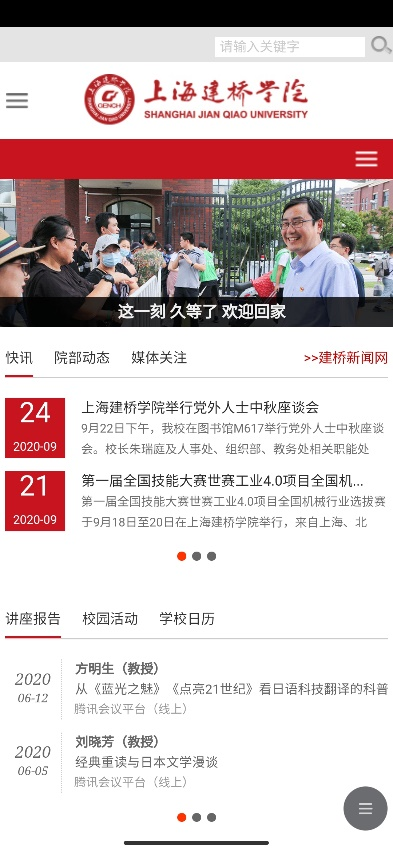 请输入关键字
GENCH
上海建桥学院
SHANGHAI JIAN QIAO UNIVERSITY
这一刻 久等了 欢迎回家
快讯 院部动态 媒体关注 >>建桥新闻网
24
2020-09
上海建桥学院举行党外人士中秋座谈会
9月22日下午，我校在图书馆M617举行党外人士中秋座谈
会。校长朱瑞庭及人事处、组织部、教务处相关职能处
21
2020-09
第一届全国技能大赛世赛工业4.0项目全国机...
第一届全国技能大赛世赛工业4.0项目全国机械行业选拔赛
于9月18日至20日在上海建桥学院举行，来自上海、北
讲座报告 校园活动 学校日历
2020
06-12
方明生（教授）
从《蓝光之魅》《点亮21世纪》看日语科技翻译的科普
腾讯会议平台（线上）
2020
06-05
刘晓芳（教授）
经典重读与日本文学漫谈
腾讯会议平台（线上）